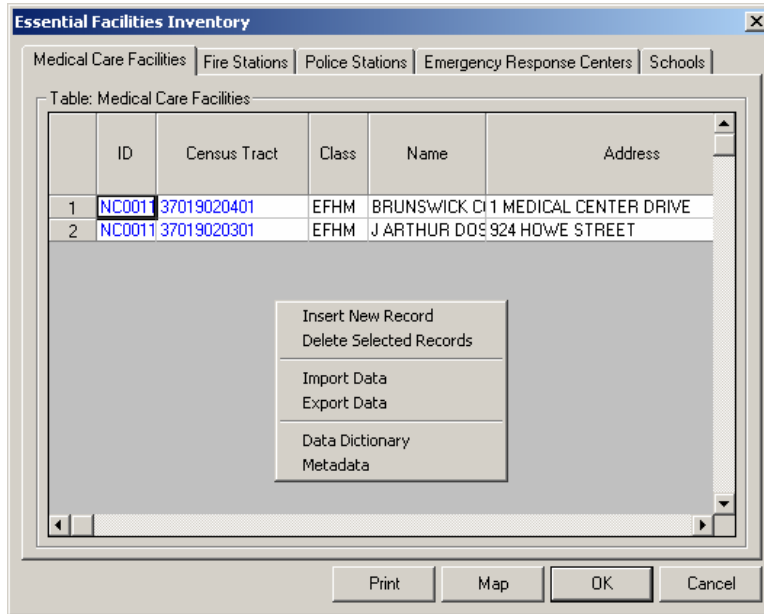 Essential Facilities Inventory
Medical Care Facilities Fire Stations Police Stations Emergency Response Centers Schools
Table: Medical Care Facilities
ID Census Tract Class Name Address
1 NC0011 37019020401 EFHM BRUNSWICK C 1 MEDICAL CENTER DRIVE
2 NC0011 37019020301 EFHM J ARTHUR DOS 924 HOWE STREET
Insert New Record
Delete Selected Records
Import Data
Export Data
Data Dictionary
Metadata
Print Map OK Cancel